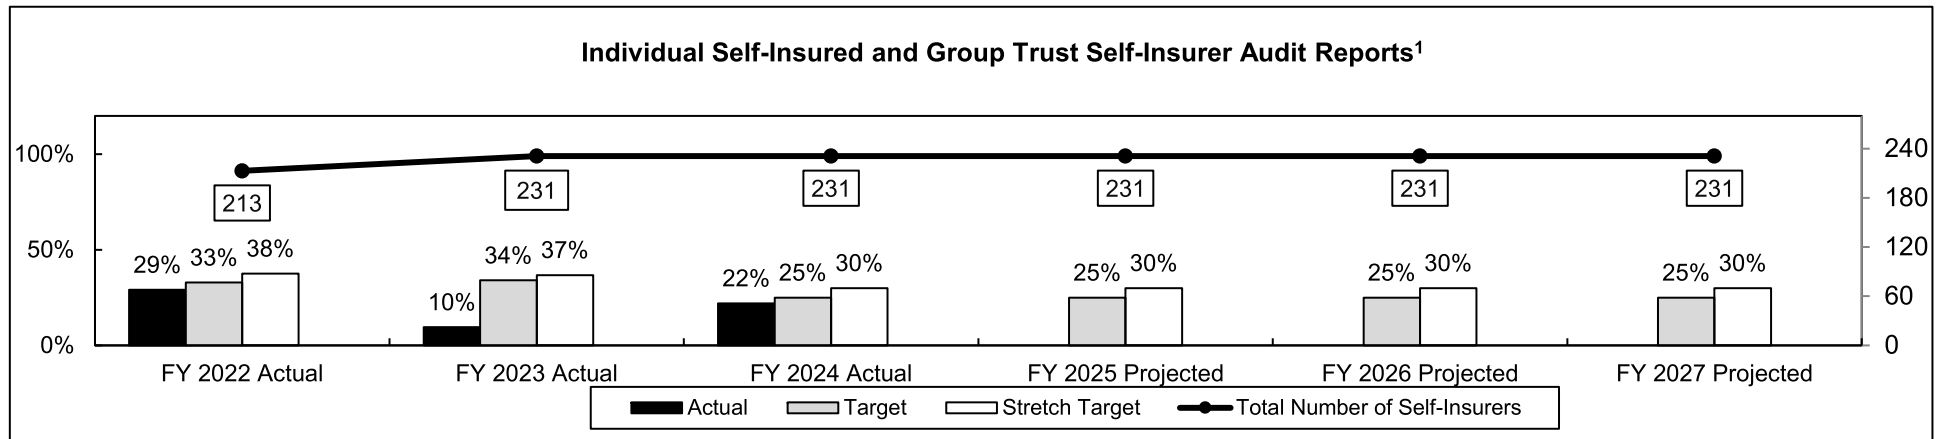 Individual Self-Insured and Group Trust Self-Insurer Audit Reports¹
100%
50%
0%
240
180
120
60
0
213
231
231
231
231
231
29%
33%
38%
10%
34%
37%
22%
25%
30%
25%
30%
25%
30%
25%
30%
FY 2022 Actual
FY 2023 Actual
FY 2024 Actual
FY 2025 Projected
FY 2026 Projected
FY 2027 Projected
Actual
Target
Stretch Target
Total Number of Self-Insurers